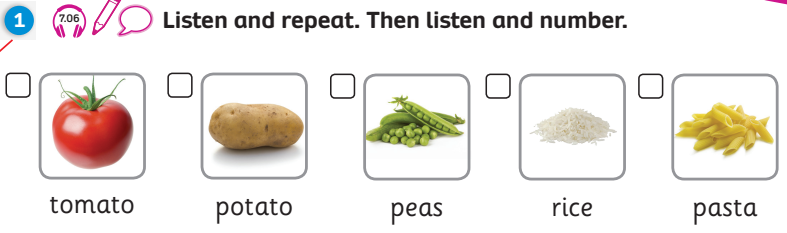 1 7.06 Listen and repeat. Then listen and number.
tomato potato peas rice pasta